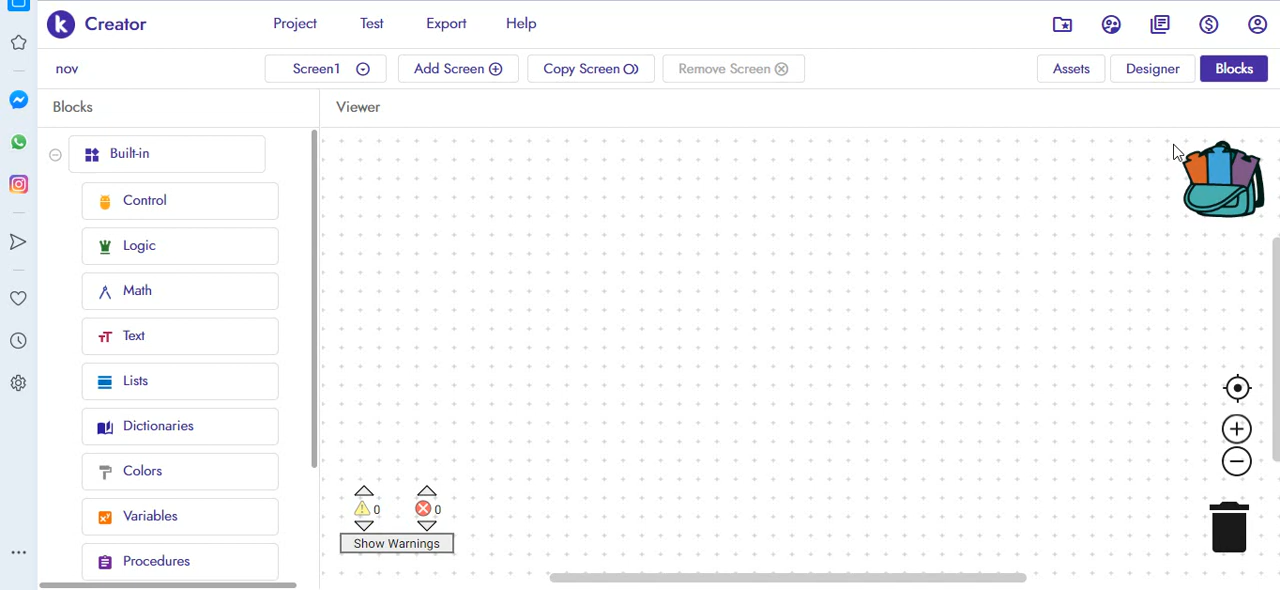 Creator
Project
Test
Export
Help
nov
Screen1
Add Screen
Copy Screen
Remove Screen
Assets
Designer
Blocks
Blocks
Viewer
Built-in
Control
Logic
Math
Text
Lists
Dictionaries
Colors
Variables
Procedures
0
0
Show Warnings